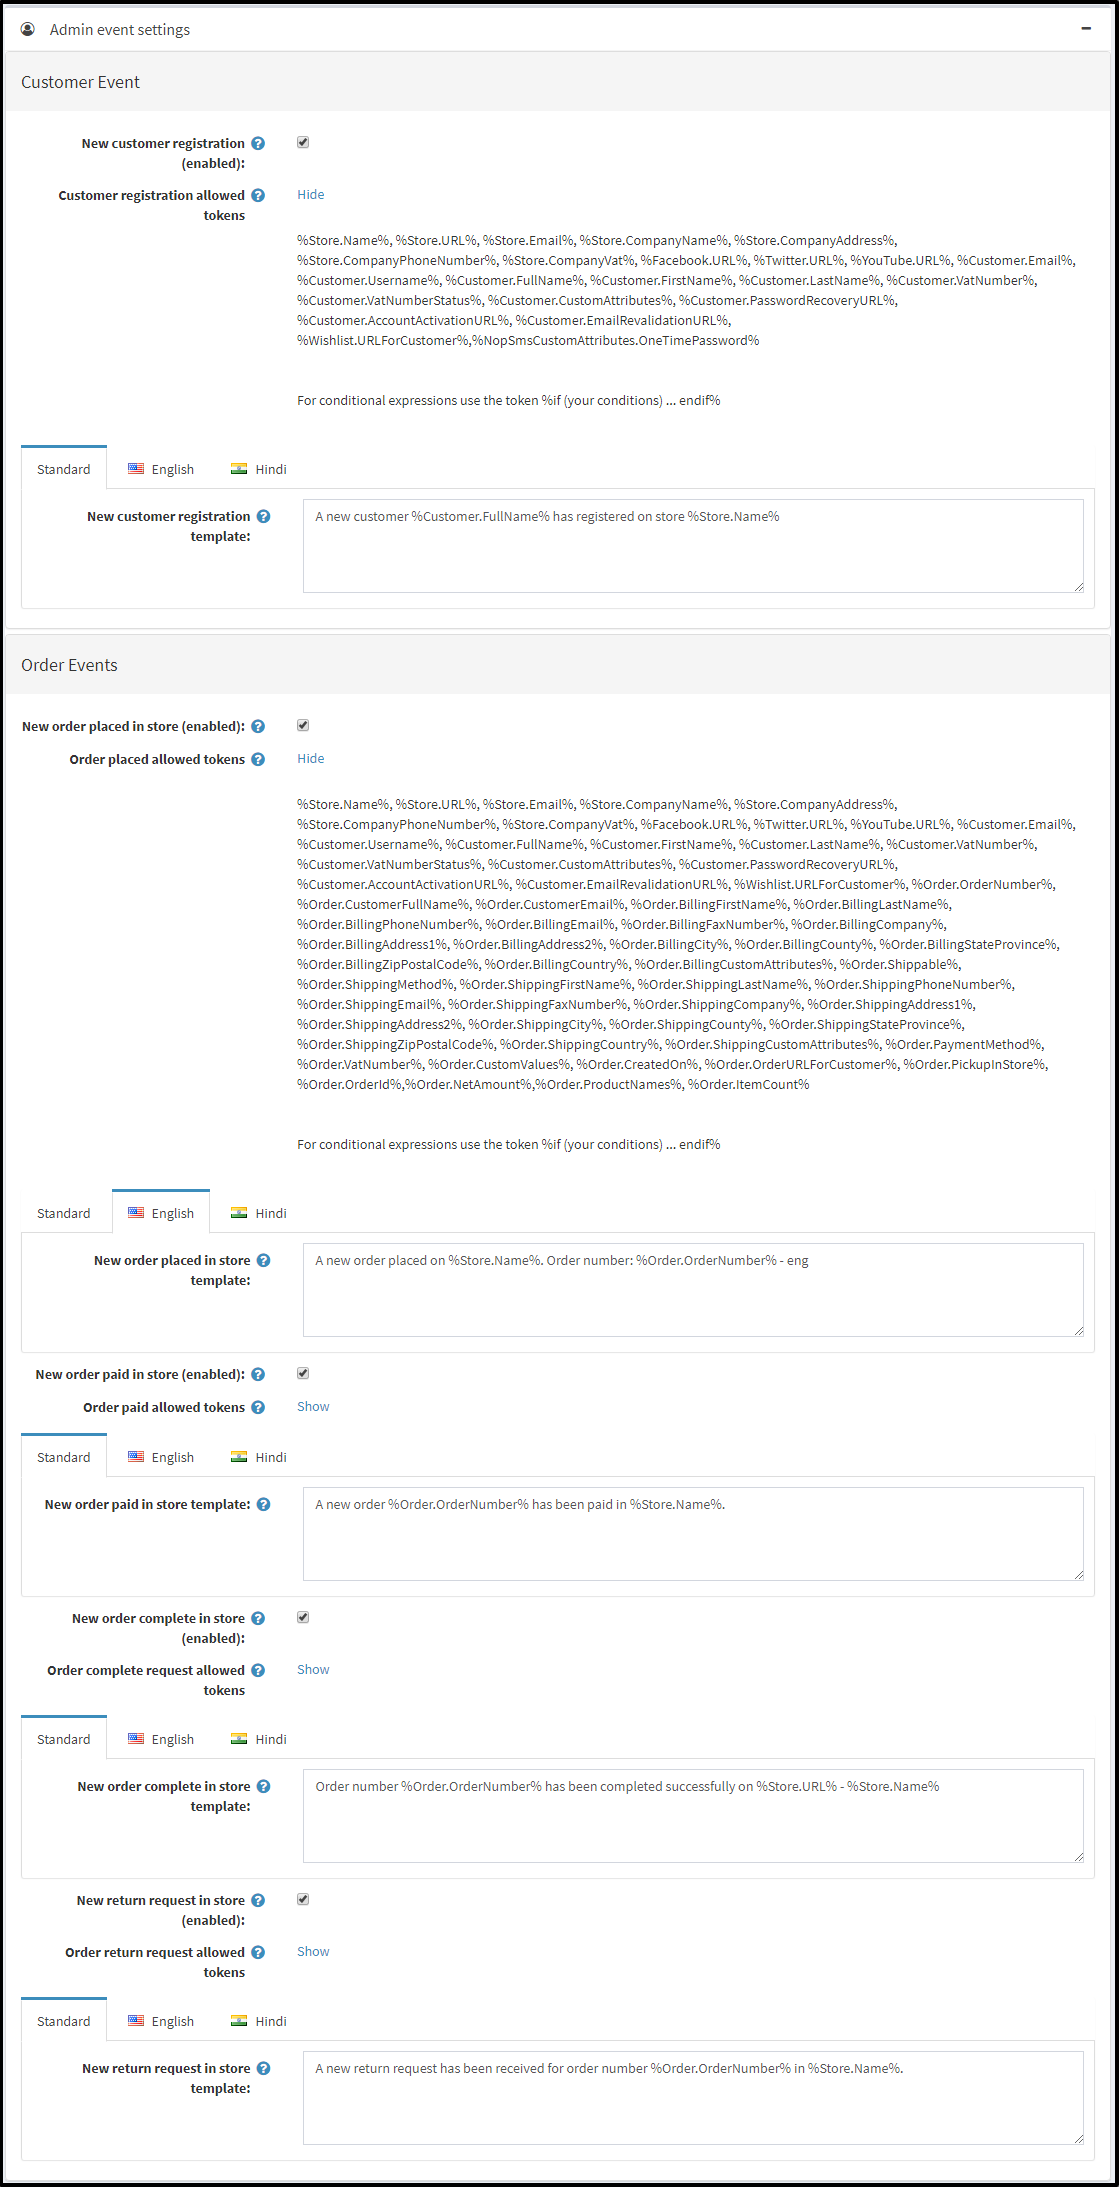 Admin event settings
Customer Event
New customer registration
(enabled):
Customer registration allowed
tokens
Hide
%Store.Name%, %Store.URL%, %Store.Email%, %Store.CompanyName%, %Store.CompanyAddress%,
%Store.CompanyPhoneNumber%, %Store.CompanyVat%, %Facebook.URL%, %Twitter.URL%, %YouTube.URL%, %Customer.Email%,
%Customer.Username%, %Customer.FullName%, %Customer.FirstName%, %Customer.LastName%, %Customer.VatNumber%,
%Customer.VatNumberStatus%, %Customer.CustomAttributes%, %Customer.PasswordRecoveryURL%,
%Customer.AccountActivationURL%, %Customer.EmailRevalidationURL%,
%Wishlist.URLForCustomer%,%NopSmsCustomAttributes.OneTimePassword%
For conditional expressions use the token %if (your conditions) ... endif%
Standard English Hindi
New customer registration
template:
A new customer %Customer.FullName% has registered on store %Store.Name%
Order Events
New order placed in store (enabled):
Order placed allowed tokens
Hide
%Store.Name%, %Store.URL%, %Store.Email%, %Store.CompanyName%, %Store.CompanyAddress%,
%Store.CompanyPhoneNumber%, %Store.CompanyVat%, %Facebook.URL%, %Twitter.URL%, %YouTube.URL%, %Customer.Email%,
%Customer.Username%, %Customer.FullName%, %Customer.FirstName%, %Customer.LastName%, %Customer.VatNumber%,
%Customer.VatNumberStatus%, %Customer.CustomAttributes%, %Customer.PasswordRecoveryURL%,
%Customer.AccountActivationURL%, %Customer.EmailRevalidationURL%, %Wishlist.URLForCustomer%, %Order.OrderNumber%,
%Order.CustomerFullName%, %Order.CustomerEmail%, %Order.BillingFirstName%, %Order.BillingLastName%,
%Order.BillingPhoneNumber%, %Order.BillingEmail%, %Order.BillingFaxNumber%, %Order.BillingCompany%,
%Order.BillingAddress1%, %Order.BillingAddress2%, %Order.BillingCity%, %Order.BillingCounty%, %Order.BillingStateProvince%,
%Order.BillingZipPostalCode%, %Order.BillingCountry%, %Order.BillingCustomAttributes%, %Order.Shippable%,
%Order.ShippingMethod%, %Order.ShippingFirstName%, %Order.ShippingLastName%, %Order.ShippingPhoneNumber%,
%Order.ShippingEmail%, %Order.ShippingFaxNumber%, %Order.ShippingCompany%, %Order.ShippingAddress1%,
%Order.ShippingAddress2%, %Order.ShippingCity%, %Order.ShippingCounty%, %Order.ShippingStateProvince%,
%Order.ShippingZipPostalCode%, %Order.ShippingCountry%, %Order.ShippingCustomAttributes%, %Order.PaymentMethod%,
%Order.VatNumber%, %Order.CustomValues%, %Order.CreatedOn%, %Order.OrderURLForCustomer%, %Order.PickupInStore%,
%Order.OrderId%,%Order.NetAmount%,%Order.ProductNames%, %Order.ItemCount%
For conditional expressions use the token %if (your conditions) ... endif%
Standard English Hindi
New order placed in store
template:
A new order placed on %Store.Name%. Order number: %Order.OrderNumber% - eng
New order paid in store (enabled):
Order paid allowed tokens
Show
Standard English Hindi
New order paid in store template:
A new order %Order.OrderNumber% has been paid in %Store.Name%.
New order complete in store
(enabled):
Order complete request allowed
tokens
Show
Standard English Hindi
New order complete in store
template:
Order number %Order.OrderNumber% has been completed successfully on %Store.URL% - %Store.Name%
New return request in store
(enabled):
Order return request allowed
tokens
Show
Standard English Hindi
New return request in store
template:
A new return request has been received for order number %Order.OrderNumber% in %Store.Name%.